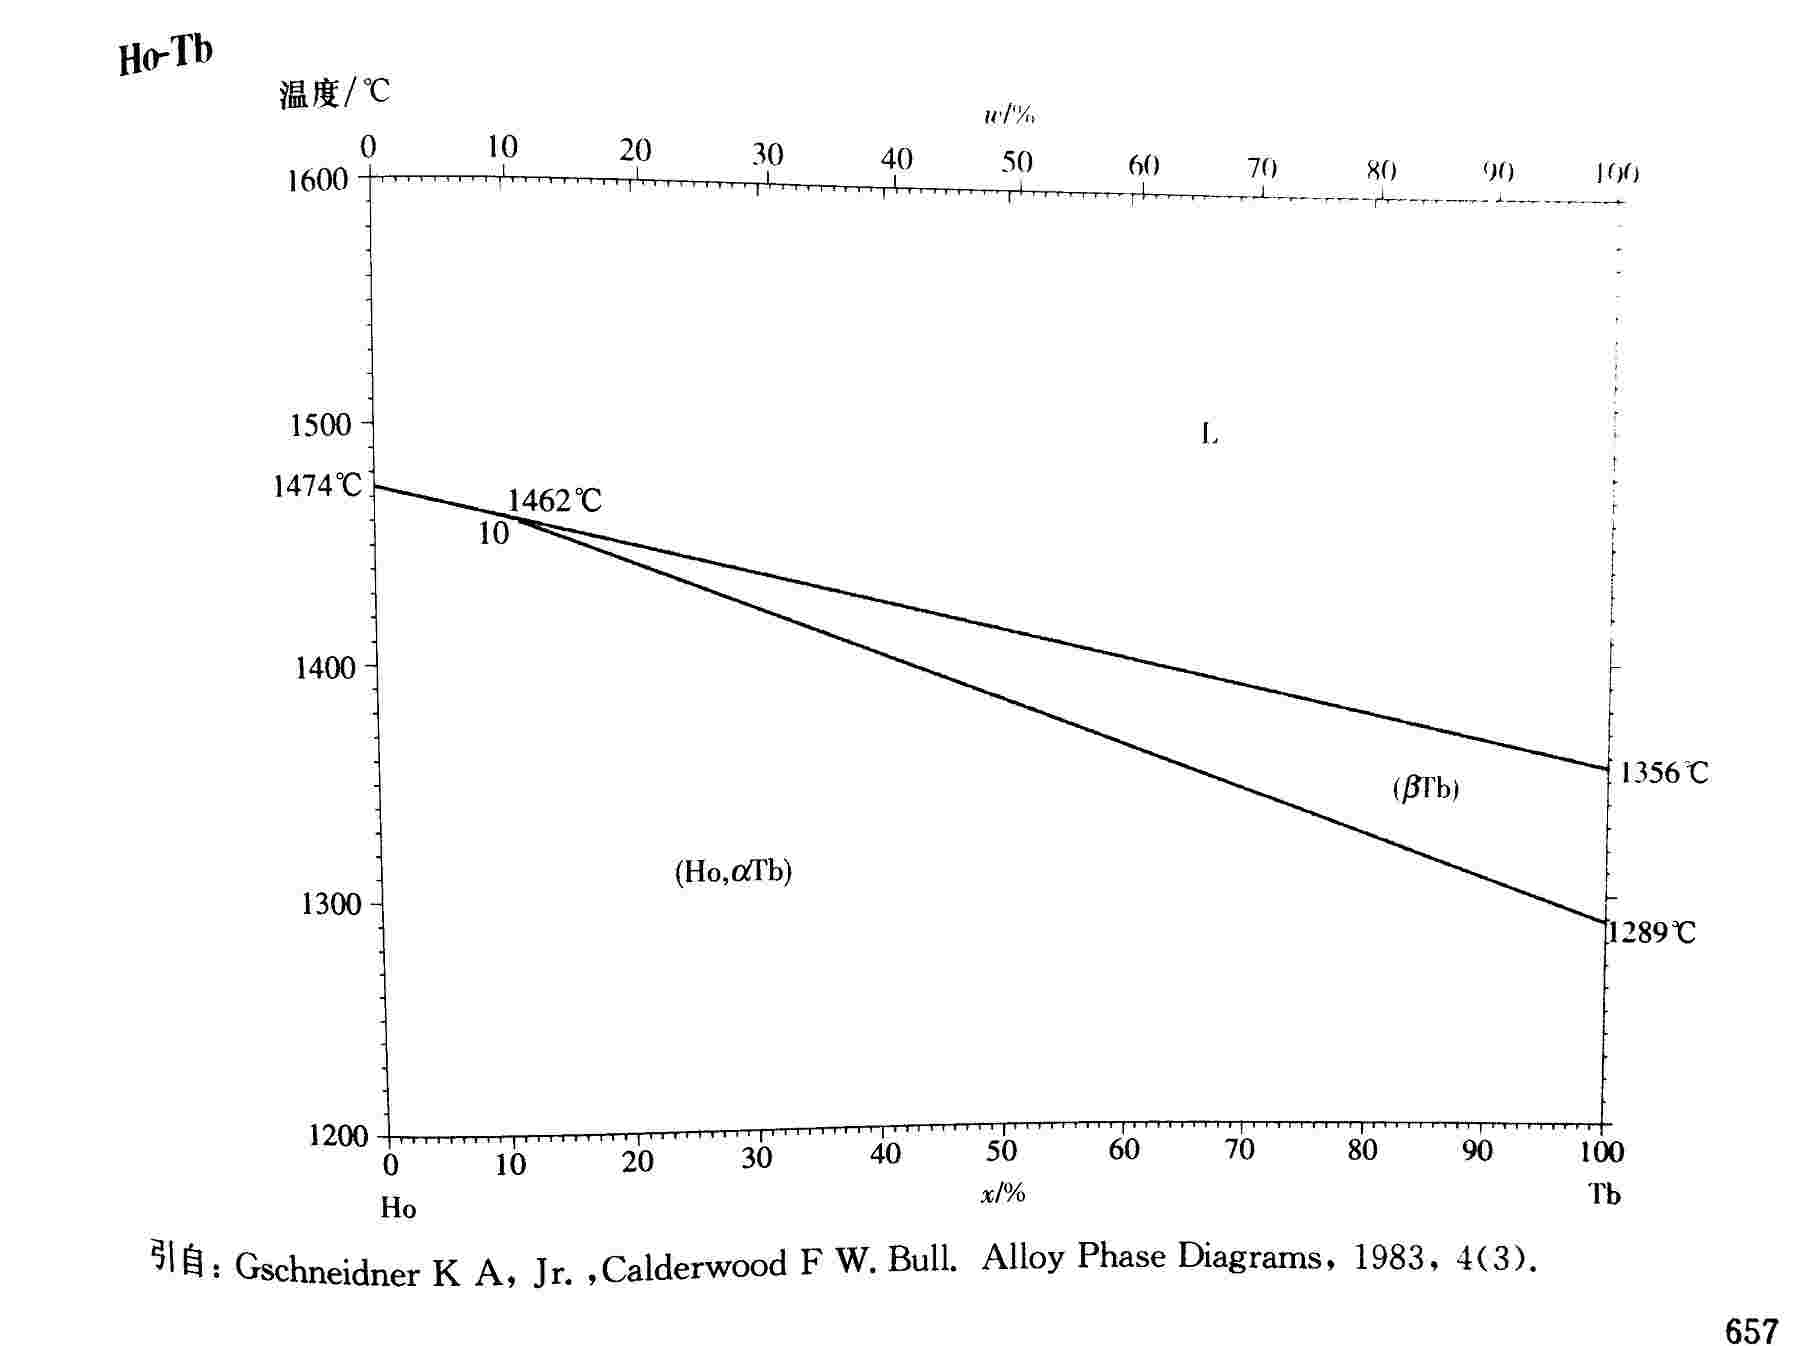 Ho-Tb
温度/℃
w/%
0 10 20 30 40 50 60 70 80 90 100
1600
1500
L
1474℃
1462℃
10
1400
1356℃
(βTb)
(Ho,αTb)
1300
1289℃
1200
0 10 20 30 40 50 60 70 80 90 100
Ho
x/%
Tb
引自: Gschneidner K A, Jr. ,Calderwood F W. Bull. Alloy Phase Diagrams, 1983, 4(3).
657